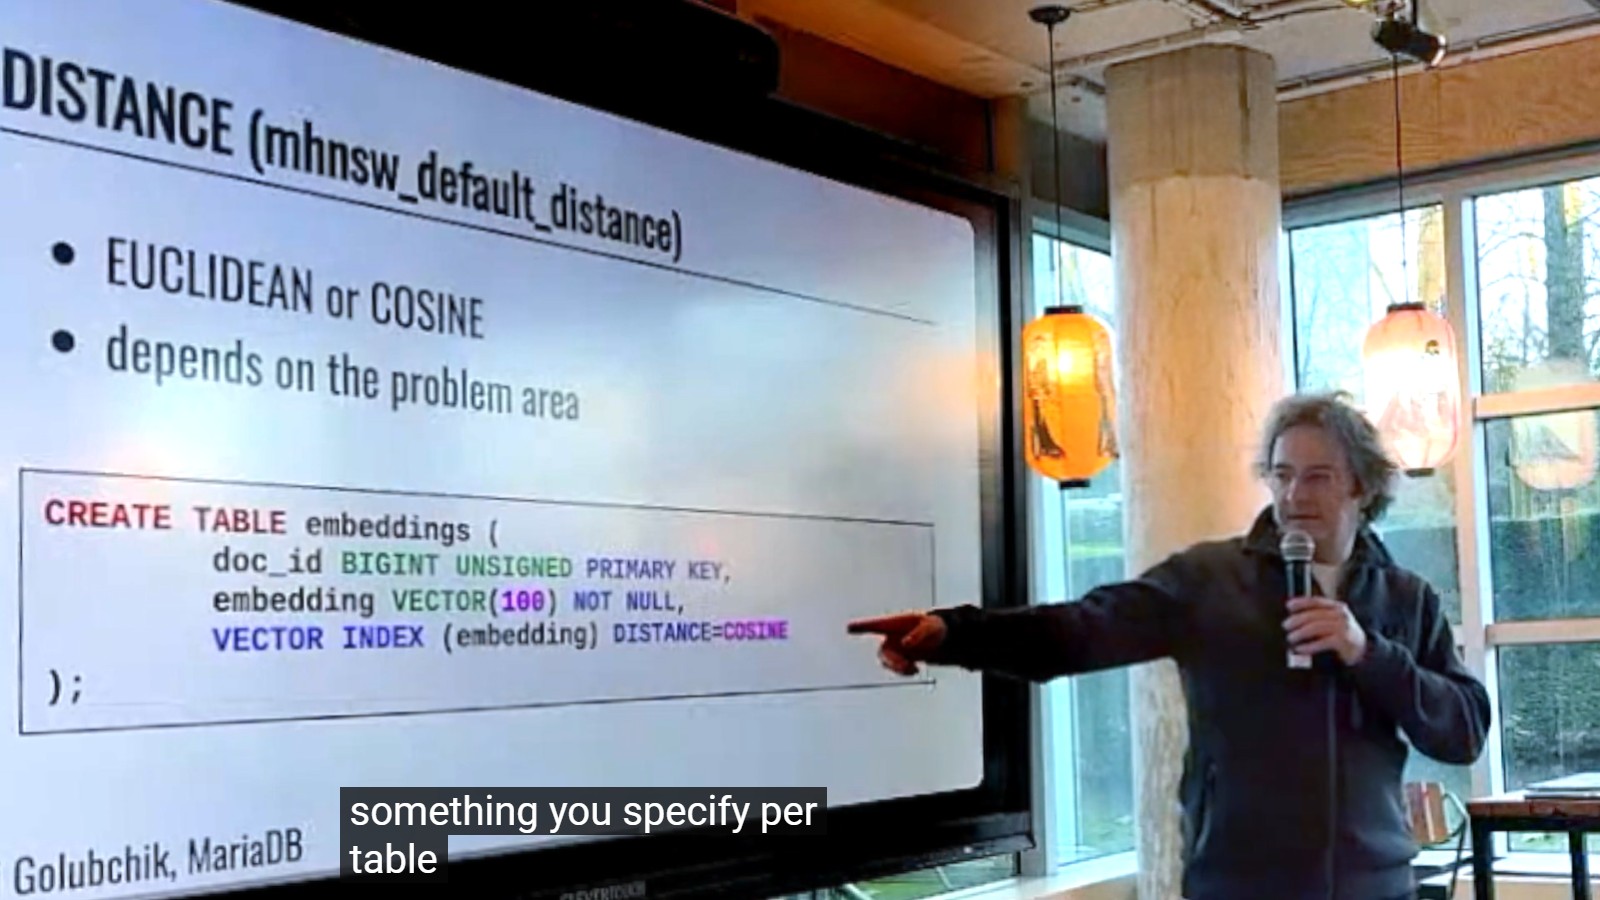 DISTANCE (mhnsw_default_distance)
• EUCLIDEAN or COSINE
• depends on the problem area
CREATE TABLE embeddings (
doc_id BIGINT UNSIGNED PRIMARY KEY,
embedding VECTOR(100) NOT NULL,
VECTOR INDEX (embedding) DISTANCE=COSINE
);
Golubchik, MariaDB
something you specify per
table
CLEVERTOUCH